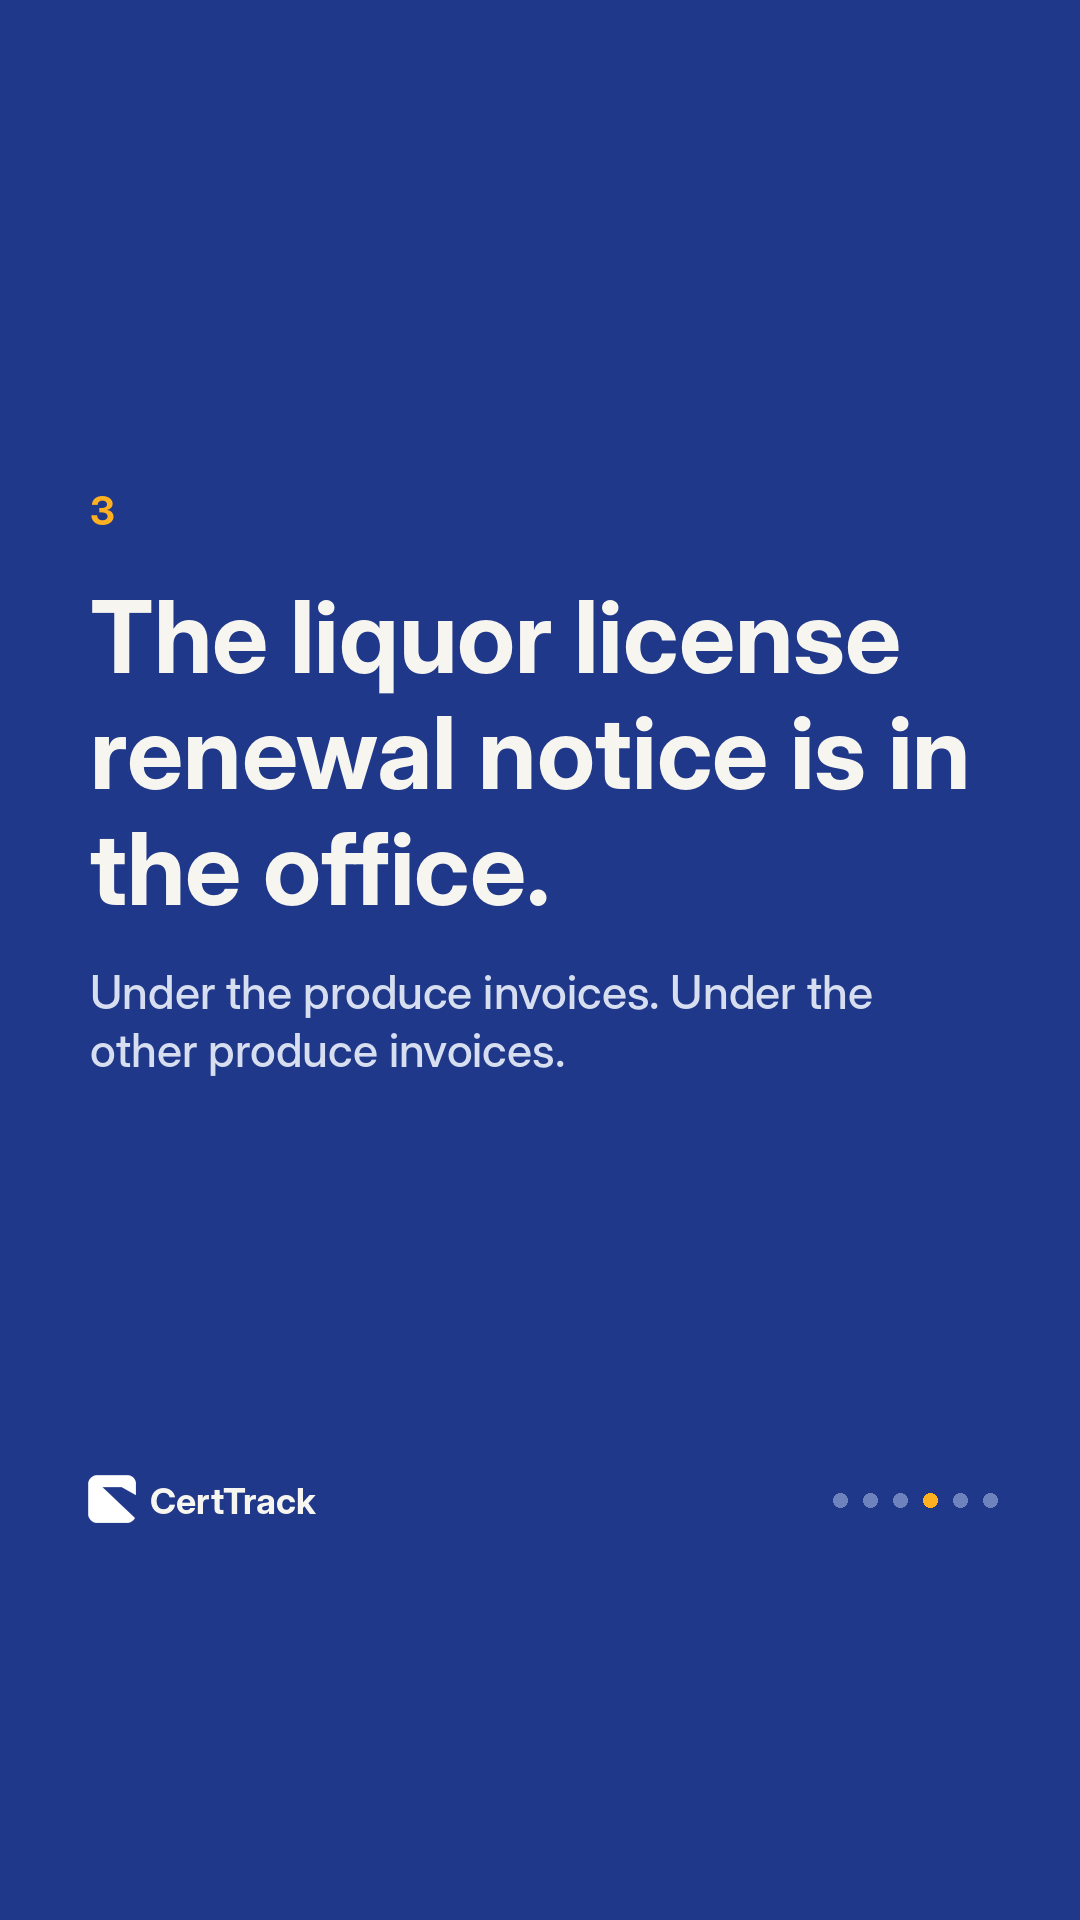 3
The liquor license
renewal notice is in
the office.
Under the produce invoices. Under the
other produce invoices.
CertTrack